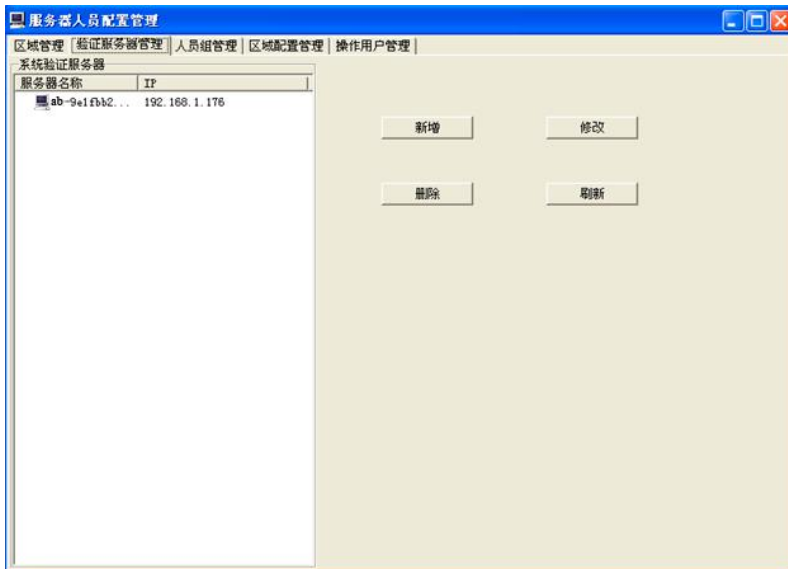 服务器人员配置管理
区域管理 验证服务器管理 人员组管理 区域配置管理 操作用户管理
系统验证服务器
服务器名称 IP
ab-9e1fbb2... 192.168.1.176
新增 修改
删除 刷新